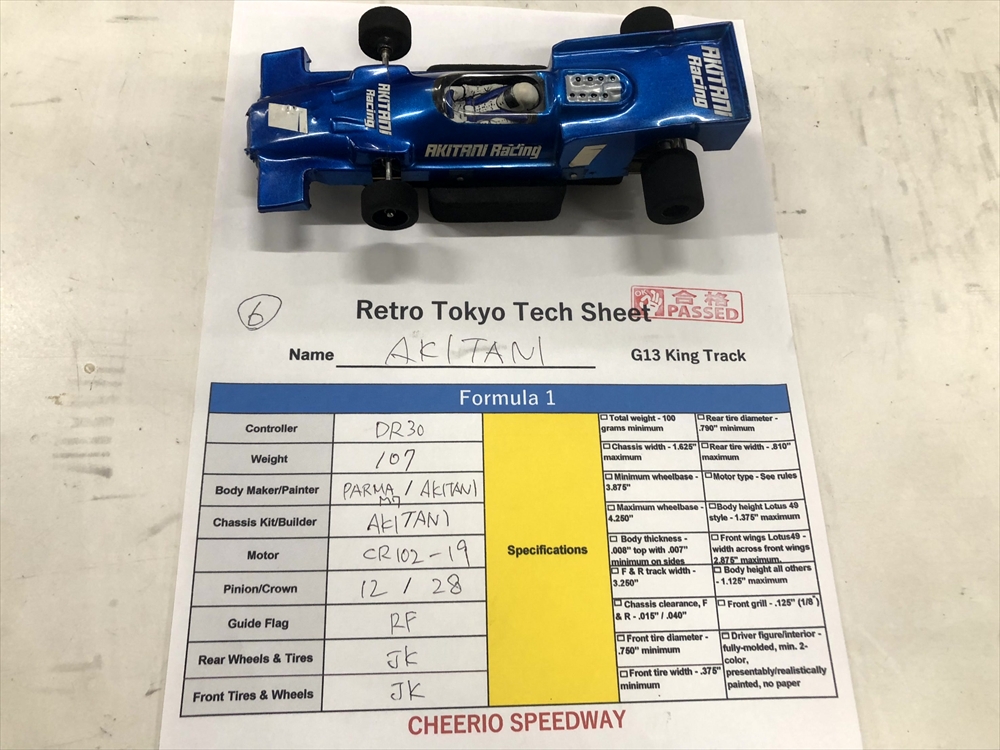 AKITANI
Racing
AKITANI
Racing
AKITANI Racing
6
Retro Tokyo Tech Sheet
合格
PASSED
Name AKITANI G13 King Track
Formula 1
Controller DR30
Weight 107
Body Maker/Painter PARMA / AKITANI
M7
Chassis Kit/Builder AKITANI
Motor CR102-19
Pinion/Crown 12 / 28
Guide Flag RF
Rear Wheels & Tires JK
Front Tires & Wheels JK
Specifications
Total weight - 100
grams minimum
Chassis width - 1.625"
maximum
Minimum wheelbase -
3.875"
Maximum wheelbase -
4.250"
Body thickness -
.008" top with .007"
minimum on sides
F & R track width -
3.250"
Chassis clearance, F
& R - .015" / .040"
Front tire diameter -
.750" minimum
Front tire width - .375"
minimum
Rear tire diameter -
.790" minimum
Rear tire width - .810"
maximum
Motor type - See rules
Body height Lotus 49
style - 1.375" maximum
Front wings Lotus49 -
width across front wings
2.875" maximum.
Body height all others
- 1.125" maximum
Front grill - .125" (1/8")
Driver figure/interior -
fully-molded, min. 2-
color,
presentably/realistically
painted, no paper
CHEERIO SPEEDWAY